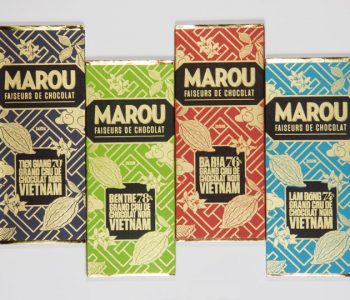 MAROU
FAISEURS DE CHOCOLAT
TIEN GIANG 70%
GRAND CRU DE
CHOCOLAT NOIR
VIETNAM
MAROU
FAISEURS DE CHOCOLAT
BEN TRE 78%
GRAND CRU DE
CHOCOLAT NOIR
VIETNAM
MAROU
FAISEURS DE CHOCOLAT
BÀ RIA 76%
GRAND CRU DE
CHOCOLAT NOIR
VIETNAM
MAROU
FAISEURS DE CHOCOLAT
LAM DONG 74%
GRAND CRU DE
CHOCOLAT NOIR
VIETNAM